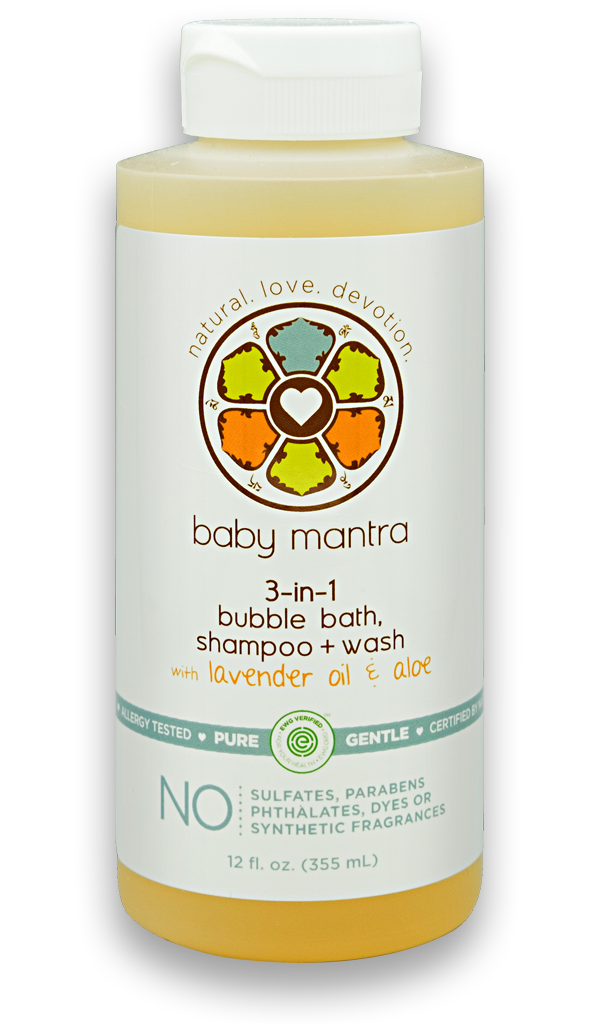 natural. love. devotion.
baby mantra
3-in-1
bubble bath,
shampoo + wash
with lavender oil & aloe
ALLERGY TESTED ♥ PURE
EWG VERIFIED
GENTLE ♥ CERTIFIED BY
NO
SULFATES, PARABENS
PHTHALATES, DYES OR
SYNTHETIC FRAGRANCES
12 fl. oz. (355 mL)